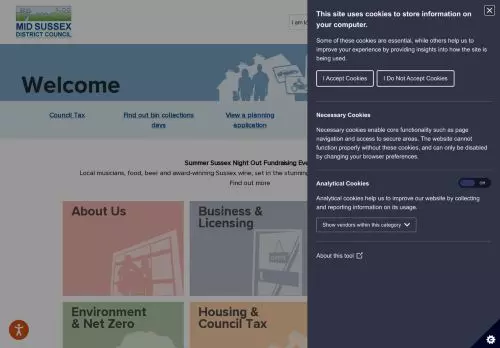 MID SUSSEX
DISTRICT COUNCIL
I am lo
Welcome
Council Tax
Find out bin collections
days
View a planning
application
Summer Sussex Night Out Fundraising Eve
Local musicians, food, beer and award-winning Sussex wine, set in the stunning
Find out more
About Us
Business &
Licensing
OPEN
Environment
& Net Zero
Housing &
Council Tax
This site uses cookies to store information on
your computer.
Some of these cookies are essential, while others help us to
improve your experience by providing insights into how the site is
being used.
I Accept Cookies
I Do Not Accept Cookies
Necessary Cookies
Necessary cookies enable core functionality such as page
navigation and access to secure areas. The website cannot
function properly without these cookies, and can only be disabled
by changing your browser preferences.
Analytical Cookies
Off
Analytical cookies help us to improve our website by collecting
and reporting information on its usage.
Show vendors within this category
About this tool